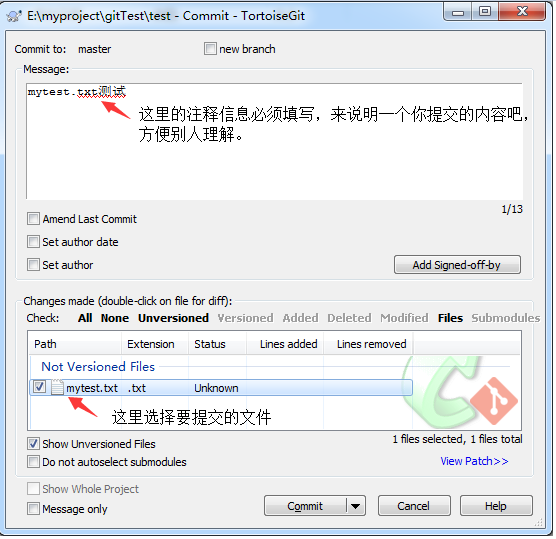 E:\myproject\gitTest\test - Commit - TortoiseGit
Commit to: master new branch
Message:
mytest.txt测试
这里的注释信息必须填写，来说明一个你提交的内容吧，
方便别人理解。
1/13
Amend Last Commit
Set author date
Set author
Add Signed-off-by
Changes made (double-click on file for diff):
Check: All None Unversioned Versioned Added Deleted Modified Files Submodules
Path Extension Status Lines added Lines removed
Not Versioned Files
mytest.txt .txt Unknown
这里选择要提交的文件
Show Unversioned Files
1 files selected, 1 files total
Do not autoselect submodules
View Patch>>
Show Whole Project
Message only
Commit Cancel Help